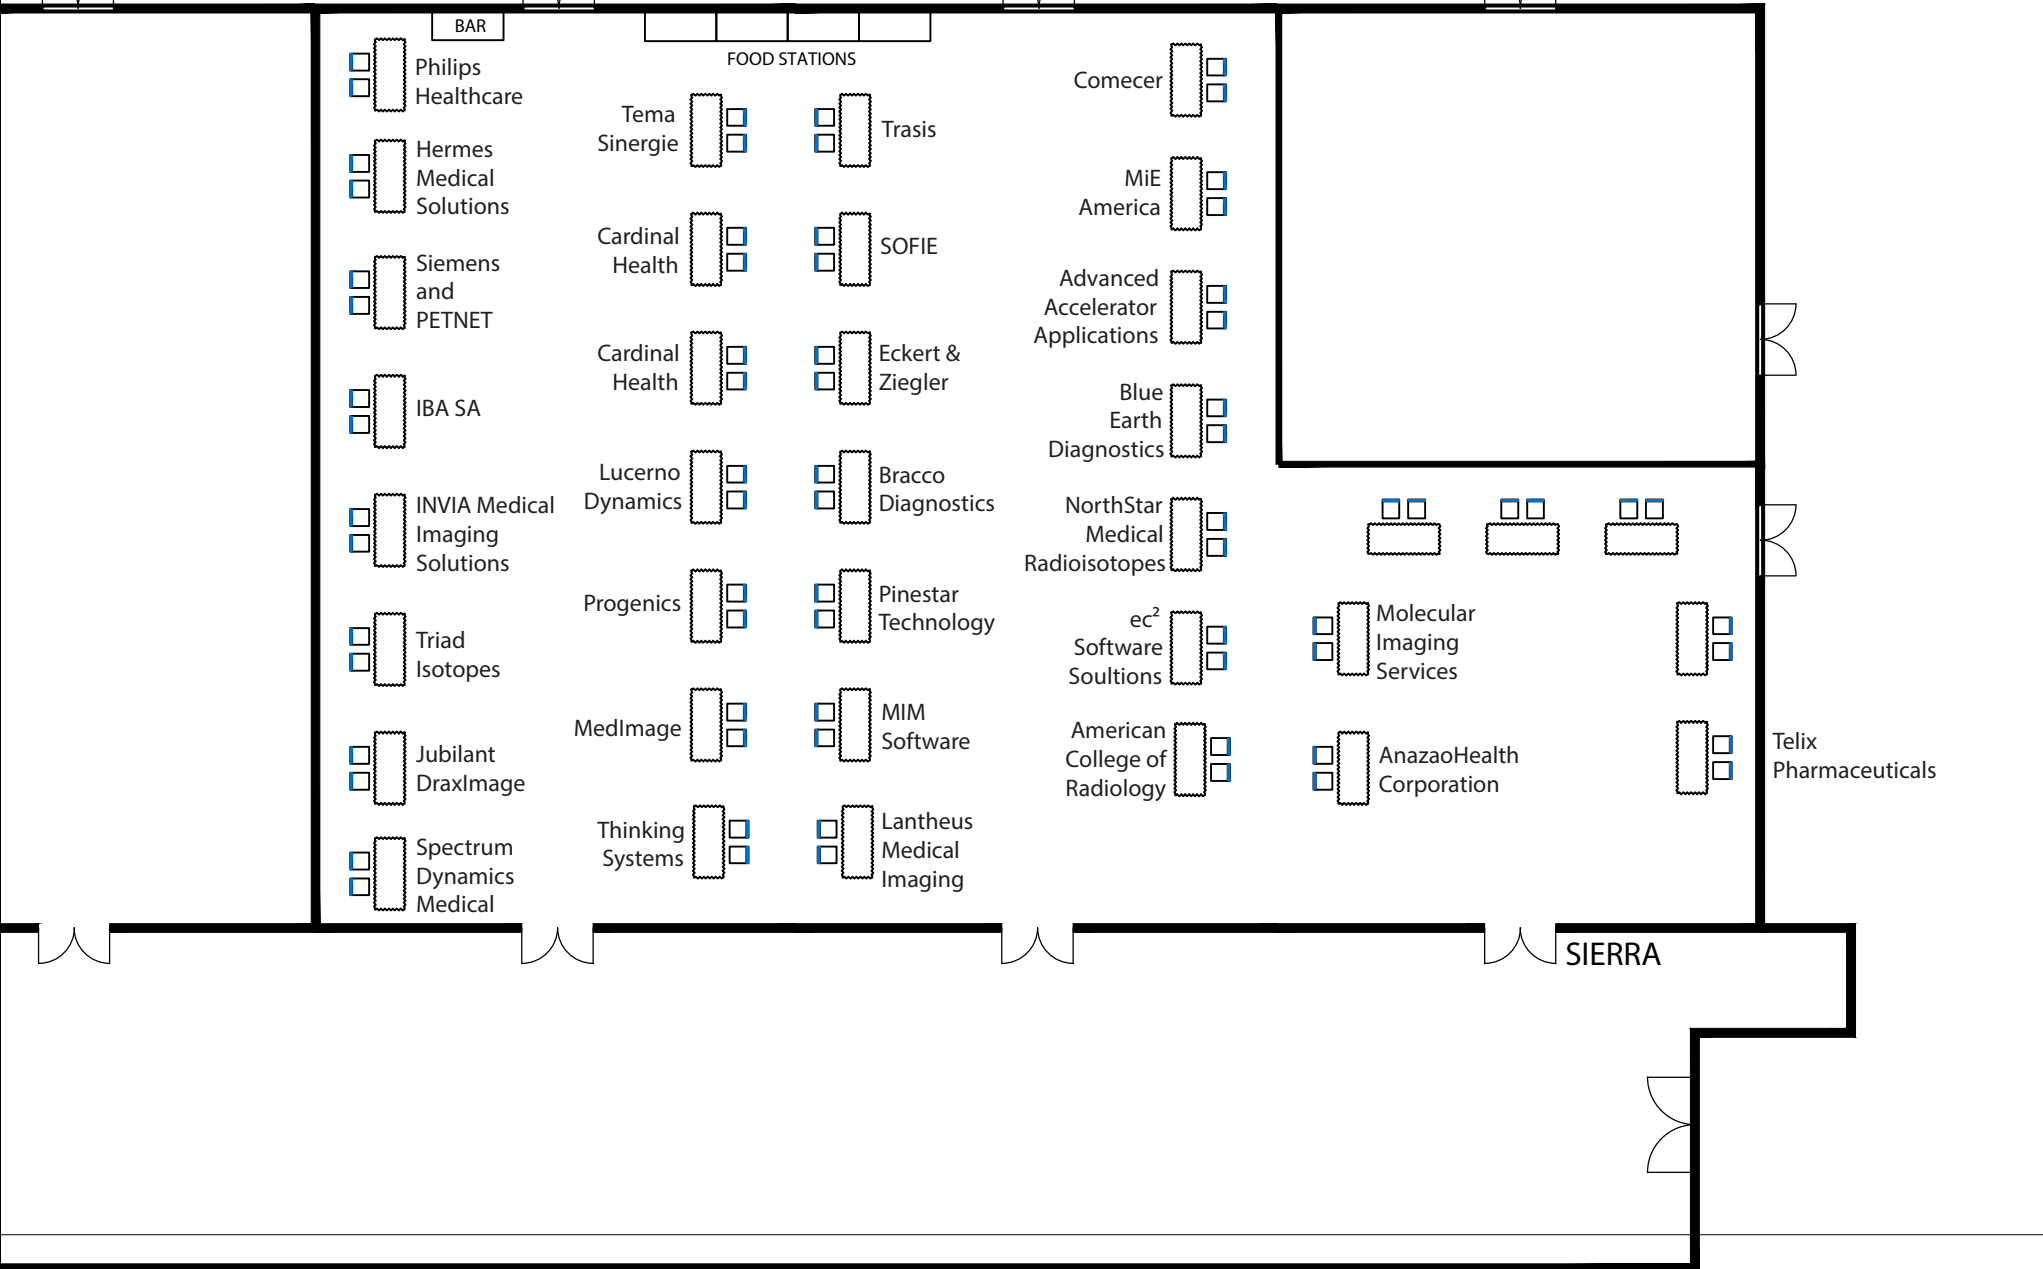 BAR
FOOD STATIONS
Philips
Healthcare
Hermes
Medical
Solutions
Siemens
and
PETNET
IBA SA
INVIA Medical
Imaging
Solutions
Triad
Isotopes
Jubilant
DraxImage
Spectrum
Dynamics
Medical
Tema
Sinergie
Cardinal
Health
Cardinal
Health
Lucerno
Dynamics
Progenics
MedImage
Thinking
Systems
Trasis
SOFIE
Eckert &
Ziegler
Bracco
Diagnostics
Pinestar
Technology
MIM
Software
Lantheus
Medical
Imaging
Comecer
MiE
America
Advanced
Accelerator
Applications
Blue
Earth
Diagnostics
NorthStar
Medical
Radioisotopes
ec²
Software
Soultions
American
College of
Radiology
Molecular
Imaging
Services
AnazaoHealth
Corporation
Telix
Pharmaceuticals
SIERRA